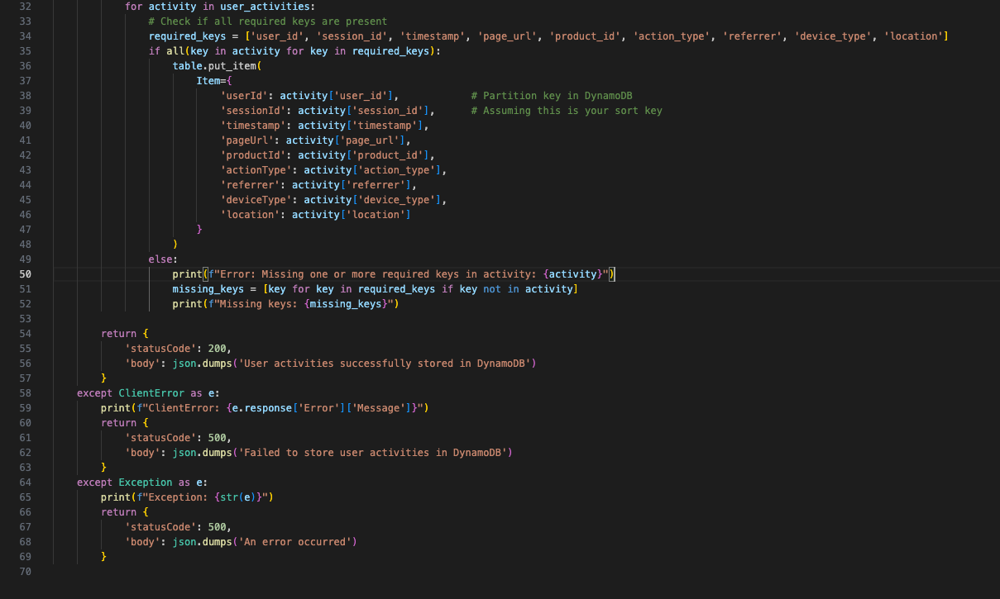 32 for activity in user_activities:
33 # Check if all required keys are present
34 required_keys = ['user_id', 'session_id', 'timestamp', 'page_url', 'product_id', 'action_type', 'referrer', 'device_type', 'location']
35 if all(key in activity for key in required_keys):
36 table.put_item(
37 Item={
38 'userId': activity['user_id'], # Partition key in DynamoDB
39 'sessionId': activity['session_id'], # Assuming this is your sort key
40 'timestamp': activity['timestamp'],
41 'pageUrl': activity['page_url'],
42 'productId': activity['product_id'],
43 'actionType': activity['action_type'],
44 'referrer': activity['referrer'],
45 'deviceType': activity['device_type'],
46 'location': activity['location']
47 }
48 )
49 else:
50 print(f"Error: Missing one or more required keys in activity: {activity}")
51 missing_keys = [key for key in required_keys if key not in activity]
52 print(f"Missing keys: {missing_keys}")
53
54 return {
55 'statusCode': 200,
56 'body': json.dumps('User activities successfully stored in DynamoDB')
57 }
58 except ClientError as e:
59 print(f"ClientError: {e.response['Error']['Message']}")
60 return {
61 'statusCode': 500,
62 'body': json.dumps('Failed to store user activities in DynamoDB')
63 }
64 except Exception as e:
65 print(f"Exception: {str(e)}")
66 return {
67 'statusCode': 500,
68 'body': json.dumps('An error occurred')
69 }
70